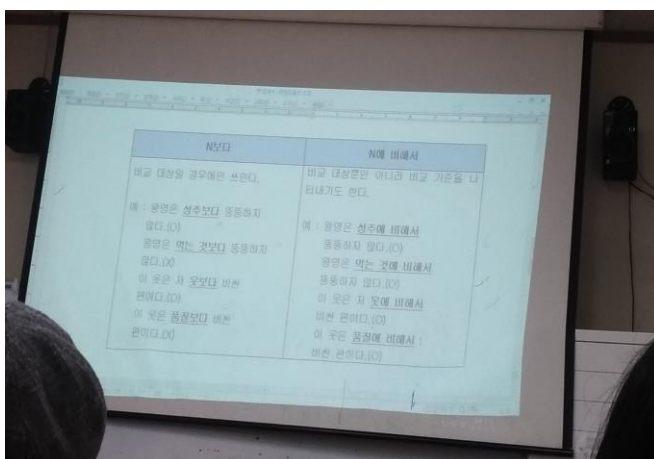 N보다
비교 대상일 경우에만 쓰인다.
예 : 왕영은 성주보다 뚱뚱하지
않다.(O)
왕영은 먹는 것보다 뚱뚱하지
않다.(X)
이 옷은 저 옷보다 비싼
편이다.(O)
이 옷은 품질보다 비싼
편이다.(X)
N에 비해서
비교 대상뿐만 아니라 비교 기준을 나
타내기도 한다.
예 : 왕영은 성주에 비해서
뚱뚱하지 않다.(O)
왕영은 먹는 것에 비해서
뚱뚱하지 않다.(O)
이 옷은 저 옷에 비해서
비싼 편이다.(O)
이 옷은 품질에 비해서
비싼 편이다.(O)